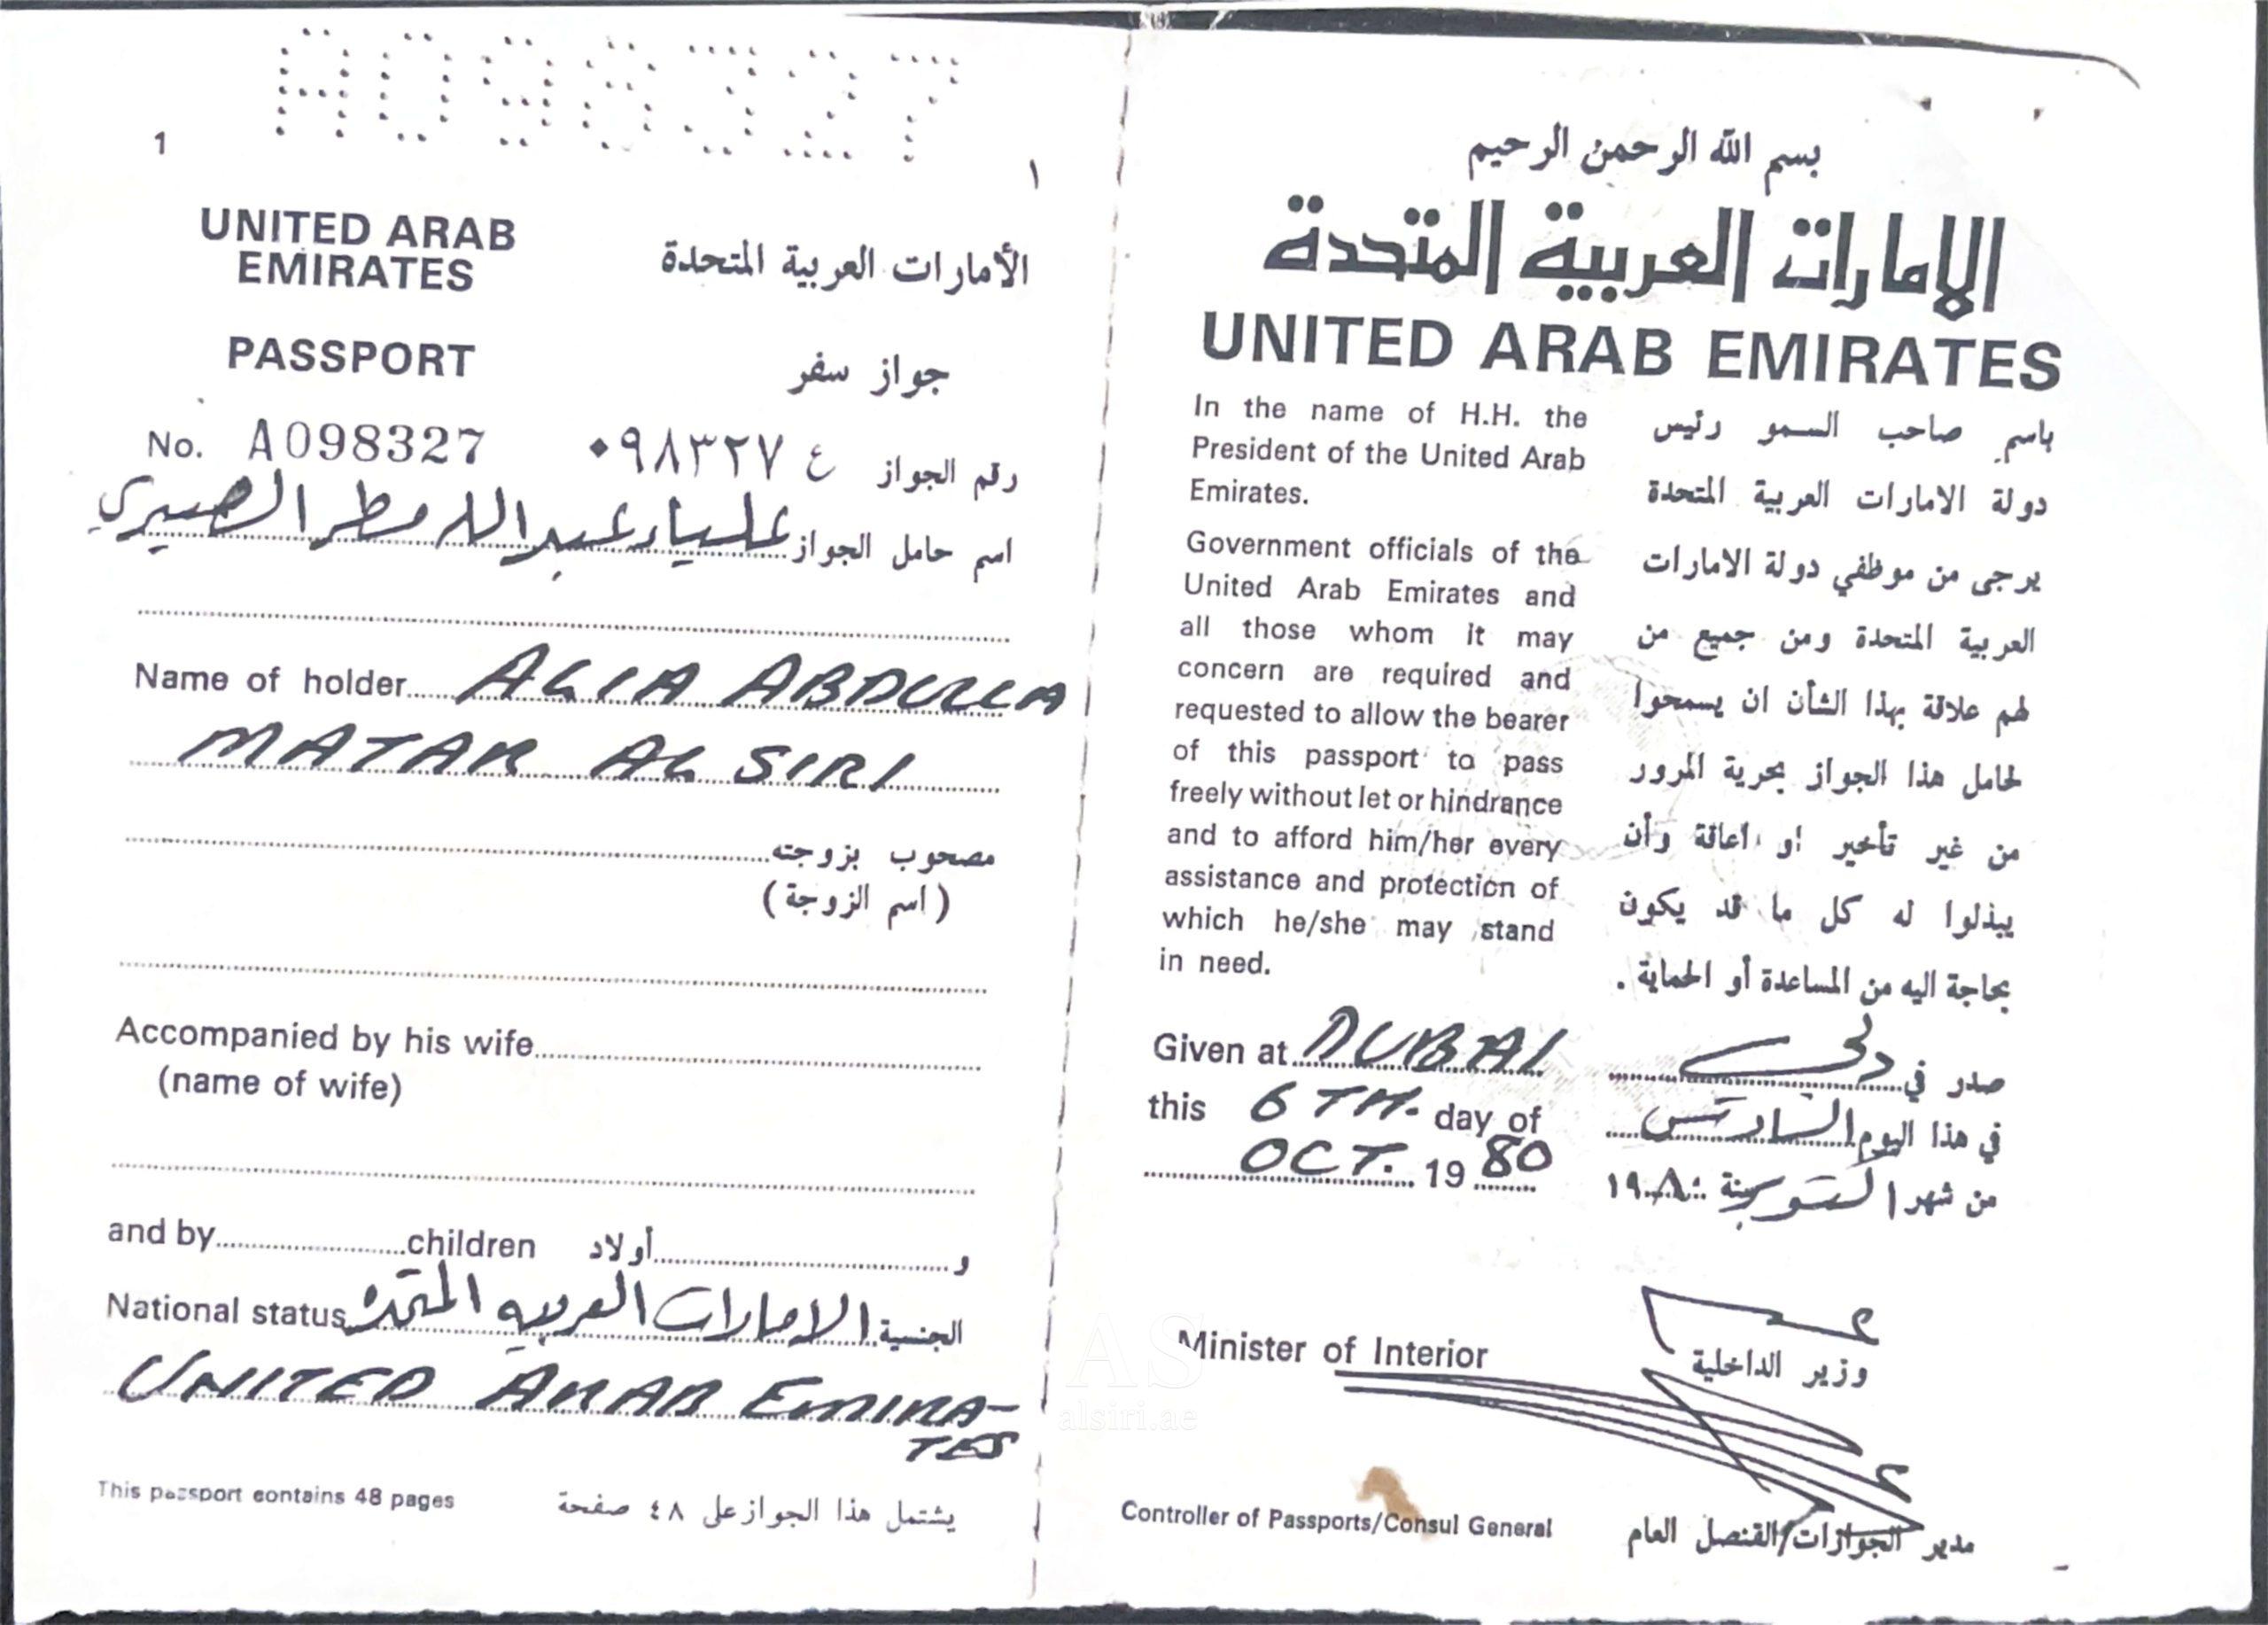 A098327
1
١
UNITED ARAB
EMIRATES
الأمارات العربية المتحدة
PASSPORT
جواز سفر
No. A098327
رقم الجواز ع ٠٩٨٣٢٧
اسم حامل الجواز علياء عبدالله مطر الصيري
Name of holder ALIA ABDULLA
MATAR AL SIRI
مصحوب بزوجته
(اسم الزوجة)
Accompanied by his wife
(name of wife)
and by children
و أولاد
National status
الجنسية الامارات العربيه المتحده
UNITED ARAB EMIRA-
TES
This passport contains 48 pages
يشتمل هذا الجواز على ٤٨ صفحة
بسم الله الرحمن الرحيم
الامارات العربية المتحدة
UNITED ARAB EMIRATES
In the name of H.H. the
President of the United Arab
Emirates.
Government officials of the
United Arab Emirates and
all those whom it may
concern are required and
requested to allow the bearer
of this passport to pass
freely without let or hindrance
and to afford him/her every
assistance and protection of
which he/she may stand
in need.
باسم صاحب السمو رئيس
دولة الامارات العربية المتحدة
يرجى من موظفي دولة الامارات
العربية المتحدة ومن جميع من
لهم علاقة بهذا الشأن ان يسمحوا
لحامل هذا الجواز بحرية المرور
من غير تأخير او اعاقة وأن
يبذلوا له كل ما قد يكون
بحاجة اليه من المساعدة أو الحماية .
Given at DUBAI
this 6TH. day of
OCT. 1980
صدر في دبي
في هذا اليوم السادس
من شهر اكتوبر سنة ١٩٨٠
Minister of Interior
وزير الداخلية
AS
alsiri.ae
Controller of Passports/Consul General
مدير الجوازات/القنصل العام